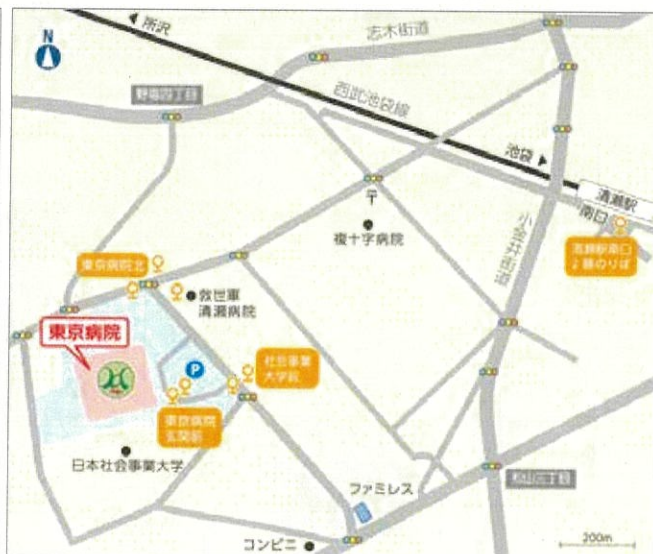 N
所沢
志木街道
野塩四丁目
西武池袋線
池袋
清瀬駅
南口
清瀬駅南口
2番のりば
〒
複十字病院
小金井街道
東京病院北
救世軍
清瀬病院
東京病院
P
社会事業
大学前
東京病院
玄関前
日本社会事業大学
ファミレス
松山三丁目
コンビニ
200m